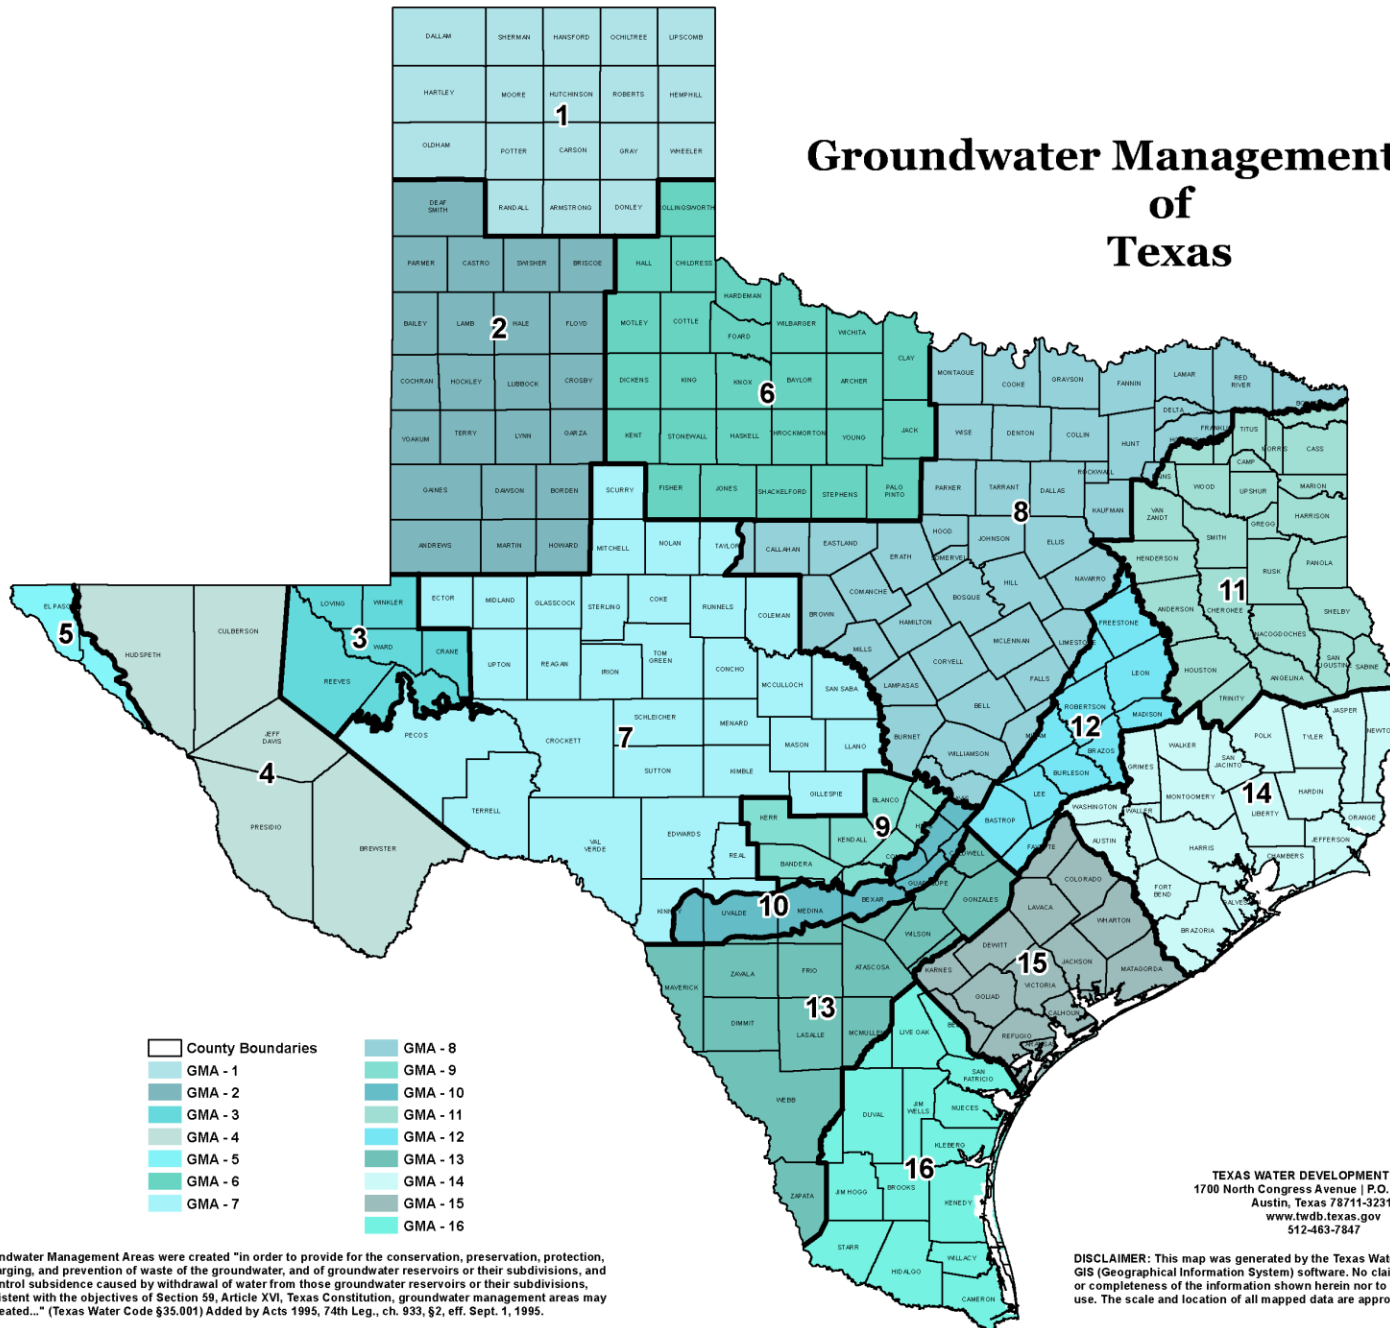 Groundwater Management
of
Texas
DALLAM SHERMAN HANSFORD OCHILTREE LIPSCOMB
HARTLEY MOORE HUTCHINSON ROBERTS HEMPHILL
1
OLDHAM POTTER CARSON GRAY WHEELER
DEAF SMITH RANDALL ARMSTRONG DONLEY OLLINGSWORTH
PARMER CASTRO SWISHER BRISCOE HALL CHILDRESS
HARDEMAN
BAILEY LAMB 2 HALE FLOYD MOTLEY COTTLE FOARD WILBARGER WICHITA CLAY
COCHRAN HOCKLEY LUBBOCK CROSBY DICKENS KING KNOX 6 BAYLOR ARCHER
MONTAGUE COOKE GRAYSON FANNIN LAMAR RED RIVER
YOAKUM TERRY LYNN GARZA KENT STONEWALL HASKELL THROCKMORTON YOUNG JACK
WISE DENTON COLLIN HUNT DELTA FRANKLIN TITUS MORRIS CASS CAMP
GAINES DAWSON BORDEN SCURRY FISHER JONES SHACKELFORD STEPHENS PALO PINTO
PARKER TARRANT DALLAS ROCKWALL KAUFMAN WOOD UPSHUR MARION
8
VAN ZANDT GREGG HARRISON SMITH
ANDREWS MARTIN HOWARD MITCHELL NOLAN TAYLOR CALLAHAN EASTLAND ERATH HOOD SOMERVELL JOHNSON ELLIS
HENDERSON RUSK PANOLA
EL PASO 5 HUDSPETH CULBERSON LOVING WINKLER ECTOR MIDLAND GLASSCOCK STERLING COKE RUNNELS COLEMAN BROWN COMANCHE BOSQUE HILL NAVARRO
ANDERSON CHEROKEE 11 SHELBY
3 WARD CRANE UPTON REAGAN IRION TOM GREEN CONCHO MCCULLOCH SAN SABA MILLS HAMILTON CORYELL MCLENNAN LIMESTONE FREESTONE
NACOGDOCHES SAN AUGUSTINE SABINE
REEVES LAMPASAS BELL FALLS LEON HOUSTON ANGELINA TRINITY
JEFF DAVIS PECOS CROCKETT SCHLEICHER 7 MENARD MASON LLANO BURNET WILLIAMSON MILAM ROBERTSON 12 MADISON
BRAZOS WALKER POLK TYLER JASPER NEWTO
4 SUTTON KIMBLE GILLESPIE BURLESON GRIMES SAN JACINTO HARDIN
PRESIDIO BREWSTER TERRELL VAL VERDE EDWARDS REAL KERR KENDALL BLANCO 9 BANDERA
LEE BASTROP WASHINGTON MONTGOMERY 14 LIBERTY ORANGE
CALDWELL FAYETTE AUSTIN WALLER HARRIS CHAMBERS JEFFERSON
KINNEY UVALDE 10 MEDINA BEXAR GUADALUPE GONZALES LAVACA COLORADO FORT BEND GALVESTON
WILSON DEWITT WHARTON BRAZORIA
MAVERICK ZAVALA FRIO ATASCOSA KARNES 15 JACKSON MATAGORDA
DIMMIT 13 LASALLE MCMULLEN LIVE OAK GOLIAD VICTORIA CALHOUN
REFUGIO
WEBB DUVAL JIM WELLS SAN PATRICIO NUECES
KLEBERG
ZAPATA JIM HOGG BROOKS 16 KENEDY
STARR HIDALGO WILLACY
CAMERON
County Boundaries
GMA - 1
GMA - 2
GMA - 3
GMA - 4
GMA - 5
GMA - 6
GMA - 7
GMA - 8
GMA - 9
GMA - 10
GMA - 11
GMA - 12
GMA - 13
GMA - 14
GMA - 15
GMA - 16
TEXAS WATER DEVELOPMENT
1700 North Congress Avenue | P.O.
Austin, Texas 78711-3231
www.twdb.texas.gov
512-463-7847
ndwater Management Areas were created "in order to provide for the conservation, preservation, protection,
arging, and prevention of waste of the groundwater, and of groundwater reservoirs or their subdivisions, and
ntrol subsidence caused by withdrawal of water from those groundwater reservoirs or their subdivisions,
istent with the objectives of Section 59, Article XVI, Texas Constitution, groundwater management areas may
eated..." (Texas Water Code §35.001) Added by Acts 1995, 74th Leg., ch. 933, §2, eff. Sept. 1, 1995.
DISCLAIMER: This map was generated by the Texas Wat
GIS (Geographical Information System) software. No clai
or completeness of the information shown herein nor to
use. The scale and location of all mapped data are appro